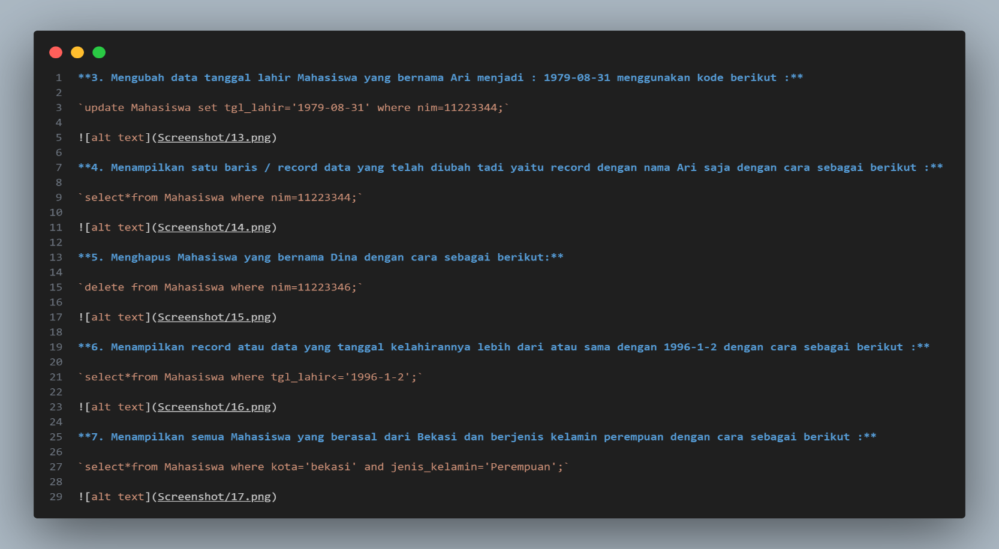 1 **3. Mengubah data tanggal lahir Mahasiswa yang bernama Ari menjadi : 1979-08-31 menggunakan kode berikut :**
2
3 `update Mahasiswa set tgl_lahir='1979-08-31' where nim=11223344;`
4
5 ![alt text](Screenshot/13.png)
6
7 **4. Menampilkan satu baris / record data yang telah diubah tadi yaitu record dengan nama Ari saja dengan cara sebagai berikut :**
8
9 `select*from Mahasiswa where nim=11223344;`
10
11 ![alt text](Screenshot/14.png)
12
13 **5. Menghapus Mahasiswa yang bernama Dina dengan cara sebagai berikut:**
14
15 `delete from Mahasiswa where nim=11223346;`
16
17 ![alt text](Screenshot/15.png)
18
19 **6. Menampilkan record atau data yang tanggal kelahirannya lebih dari atau sama dengan 1996-1-2 dengan cara sebagai berikut :**
20
21 `select*from Mahasiswa where tgl_lahir<='1996-1-2';`
22
23 ![alt text](Screenshot/16.png)
24
25 **7. Menampilkan semua Mahasiswa yang berasal dari Bekasi dan berjenis kelamin perempuan dengan cara sebagai berikut :**
26
27 `select*from Mahasiswa where kota='bekasi' and jenis_kelamin='Perempuan';`
28
29 ![alt text](Screenshot/17.png)